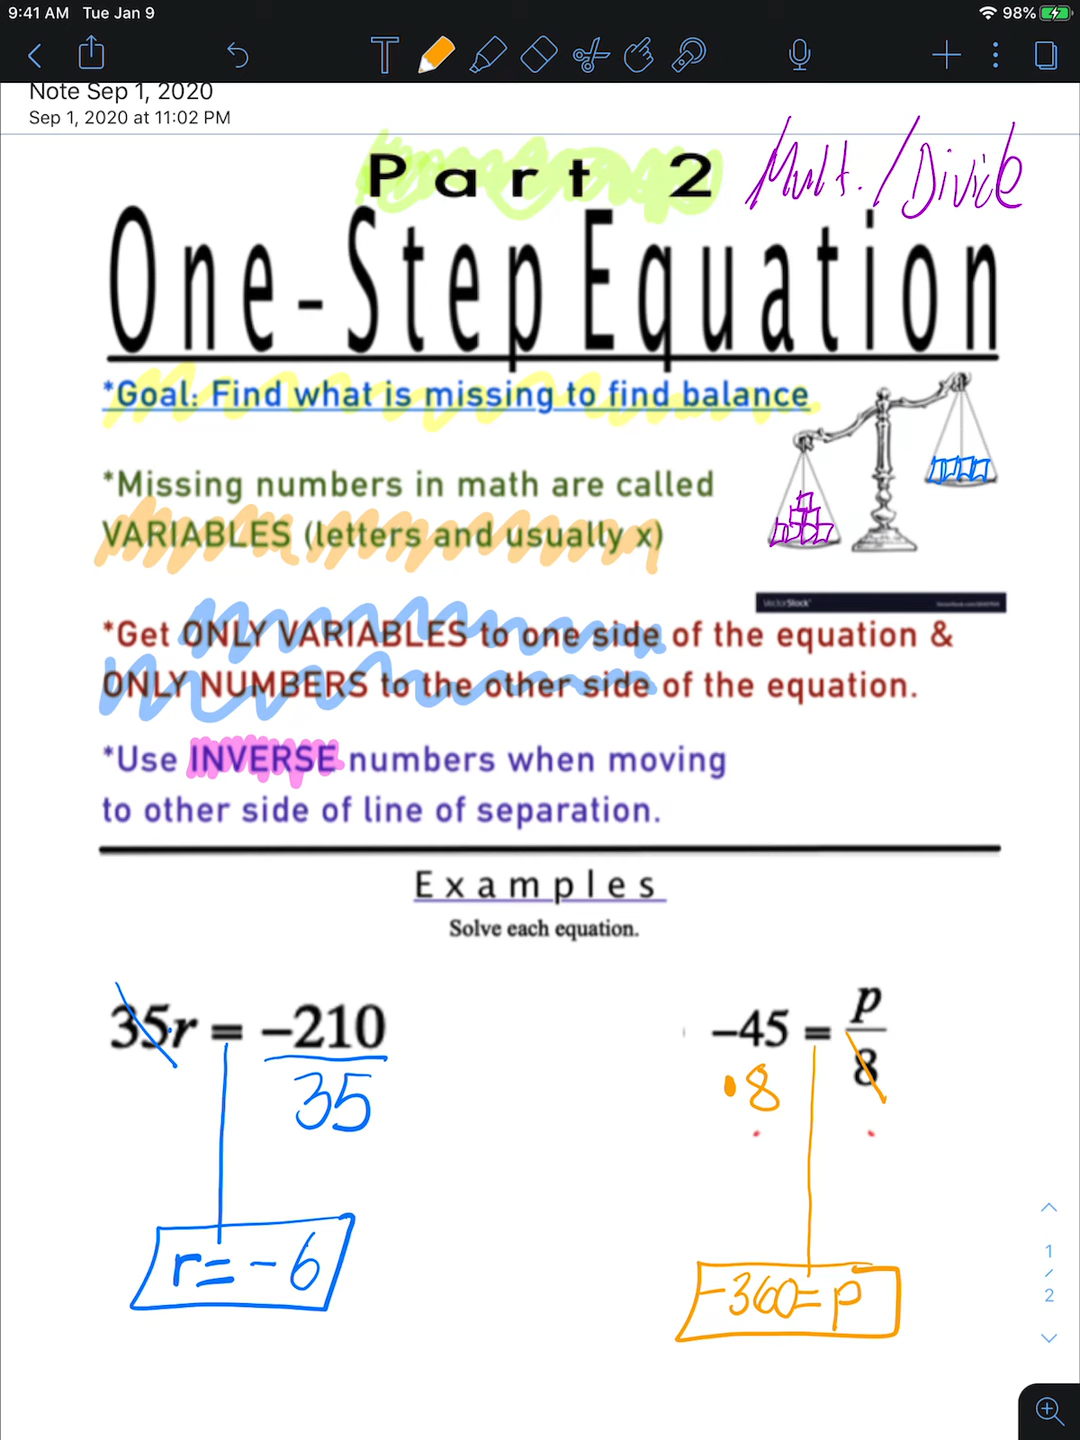 9:41 AM Tue Jan 9
98%
Note Sep 1, 2020
Sep 1, 2020 at 11:02 PM
Part 2 Mult. / Divide
One-Step Equation
*Goal: Find what is missing to find balance
*Missing numbers in math are called
VARIABLES (letters and usually x)
VectorStock
*Get ONLY VARIABLES to one side of the equation &
ONLY NUMBERS to the other side of the equation.
*Use INVERSE numbers when moving
to other side of line of separation.
Examples
Solve each equation.
35r = -210
35
r = -6
-45 = p/8
·8
-360 = p
1/2